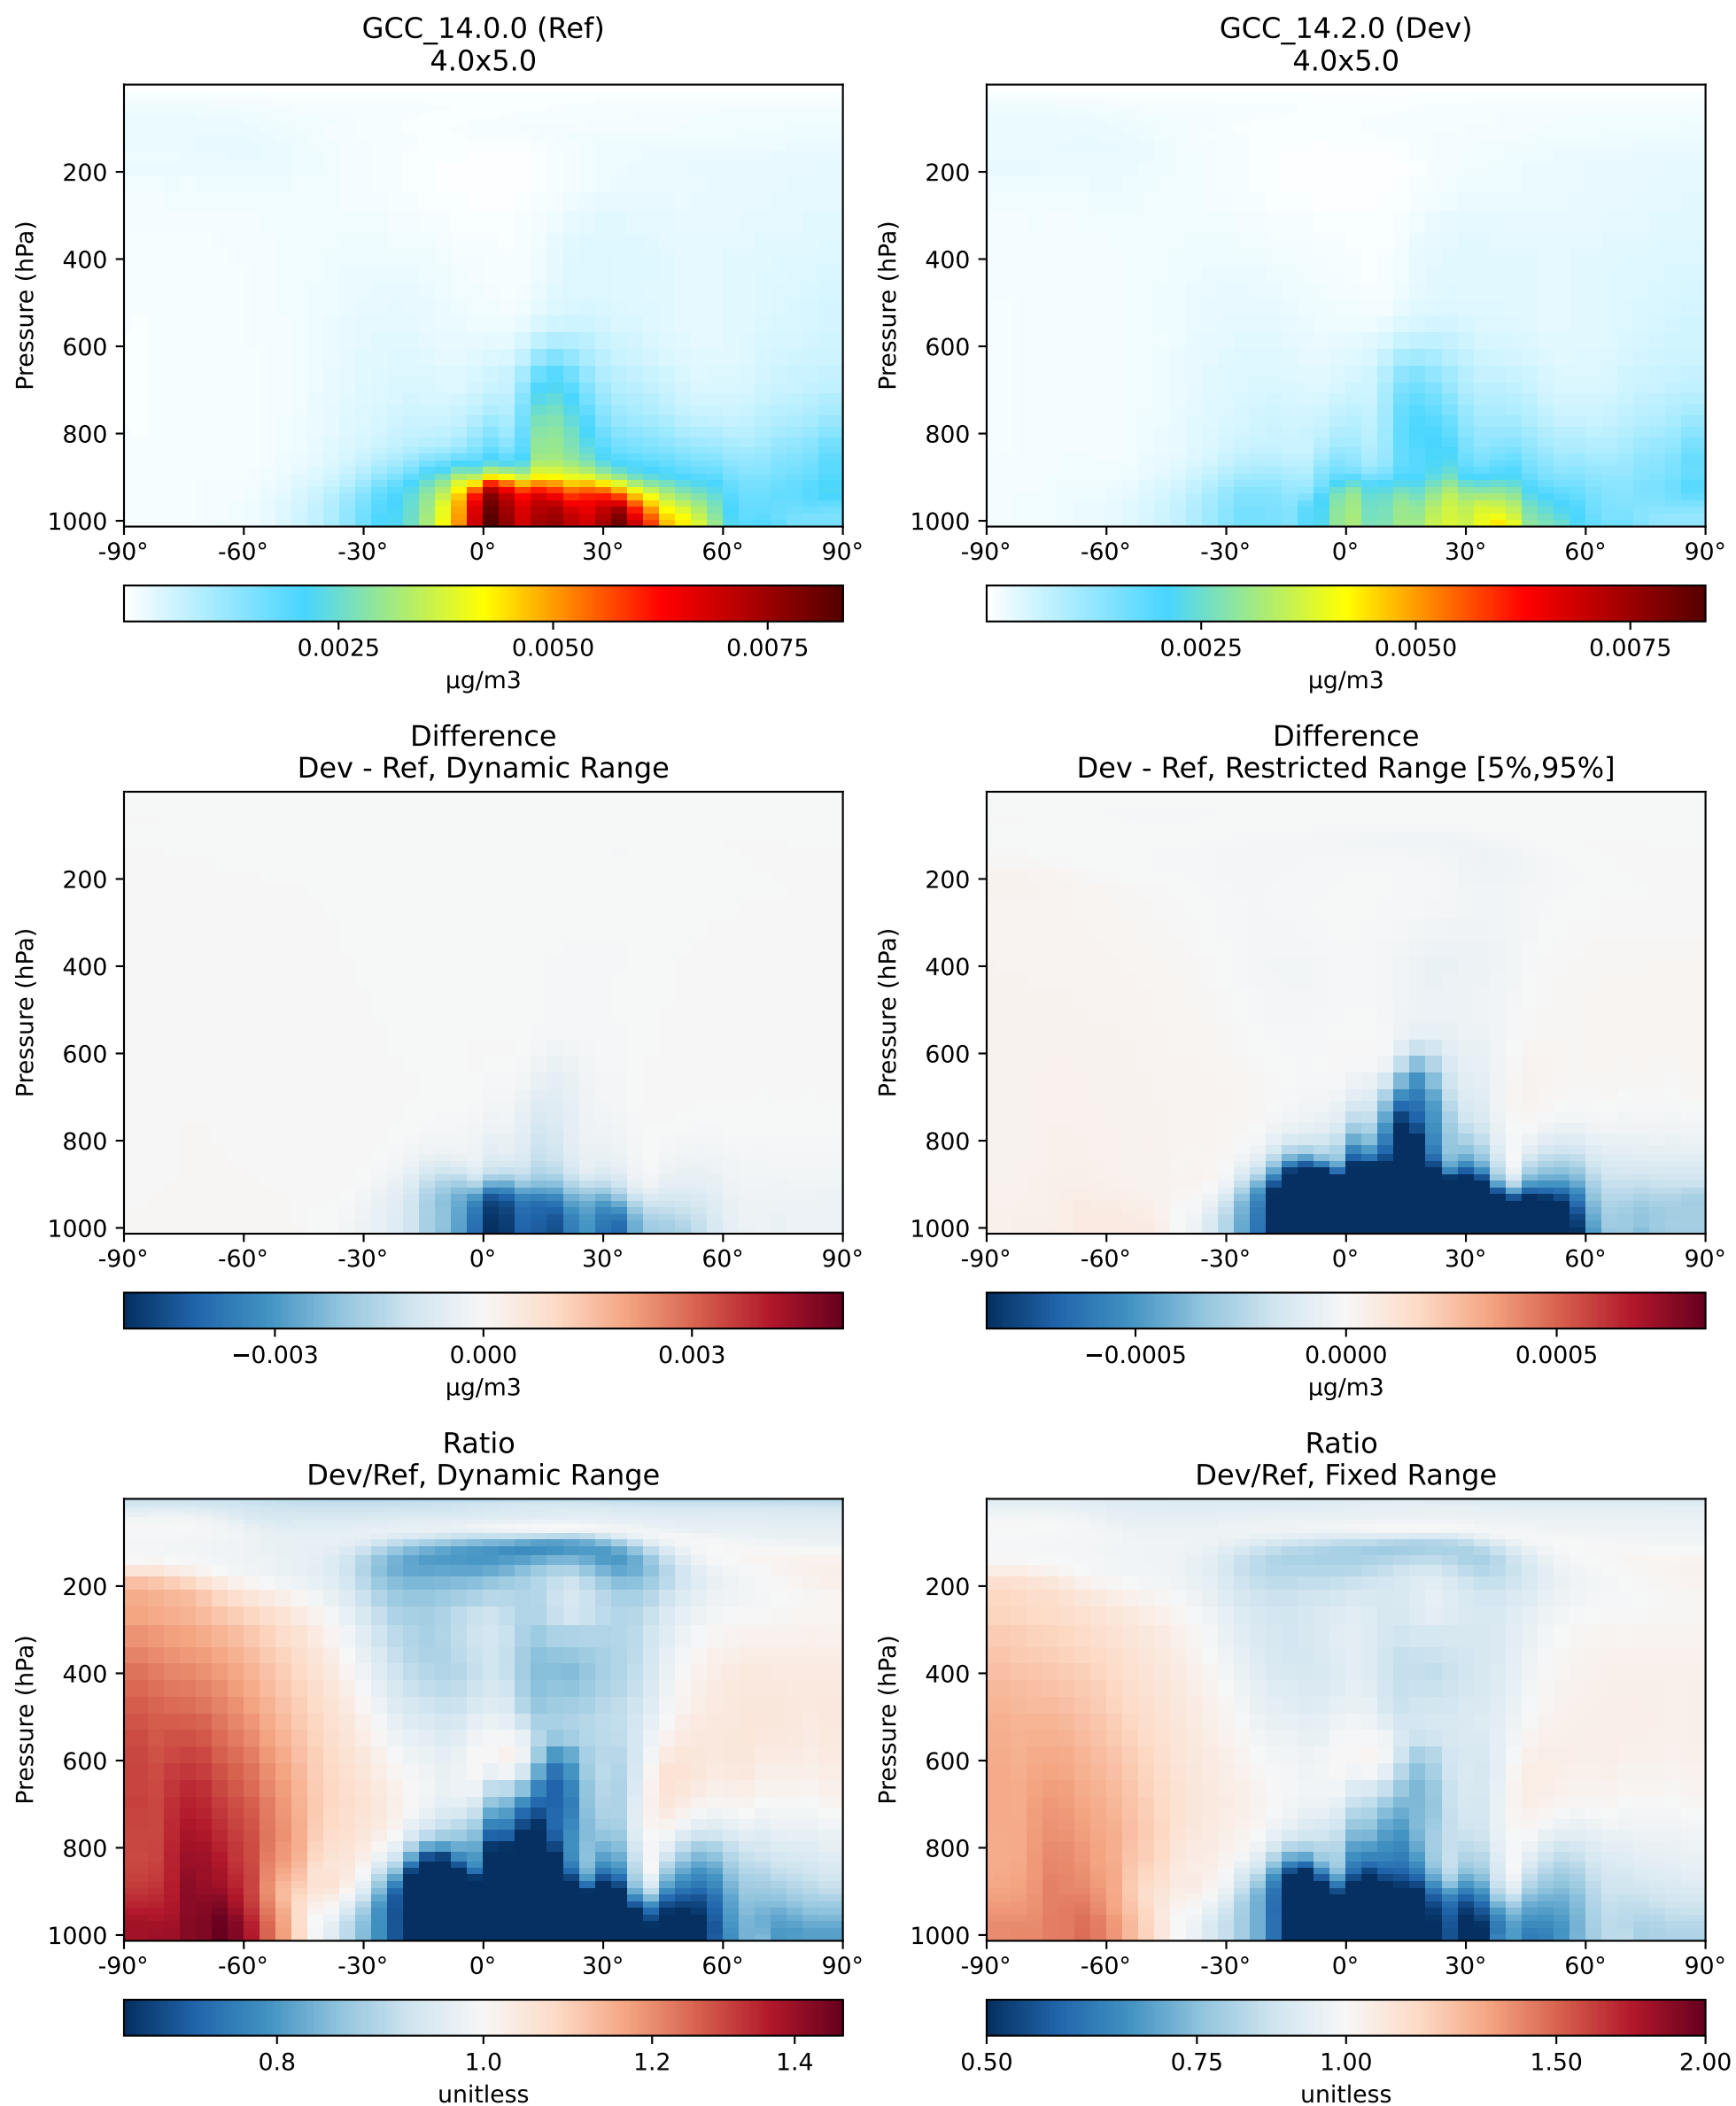 GCC_14.0.0 (Ref)
4.0x5.0
Pressure (hPa)
200
400
600
800
1000
-90° -60° -30° 0° 30° 60° 90°
0.0025 0.0050 0.0075
μg/m3
GCC_14.2.0 (Dev)
4.0x5.0
Pressure (hPa)
200
400
600
800
1000
-90° -60° -30° 0° 30° 60° 90°
0.0025 0.0050 0.0075
μg/m3
Difference
Dev - Ref, Dynamic Range
Pressure (hPa)
200
400
600
800
1000
-90° -60° -30° 0° 30° 60° 90°
−0.003 0.000 0.003
μg/m3
Difference
Dev - Ref, Restricted Range [5%,95%]
Pressure (hPa)
200
400
600
800
1000
-90° -60° -30° 0° 30° 60° 90°
−0.0005 0.0000 0.0005
μg/m3
Ratio
Dev/Ref, Dynamic Range
Pressure (hPa)
200
400
600
800
1000
-90° -60° -30° 0° 30° 60° 90°
0.8 1.0 1.2 1.4
unitless
Ratio
Dev/Ref, Fixed Range
Pressure (hPa)
200
400
600
800
1000
-90° -60° -30° 0° 30° 60° 90°
0.50 0.75 1.00 1.50 2.00
unitless